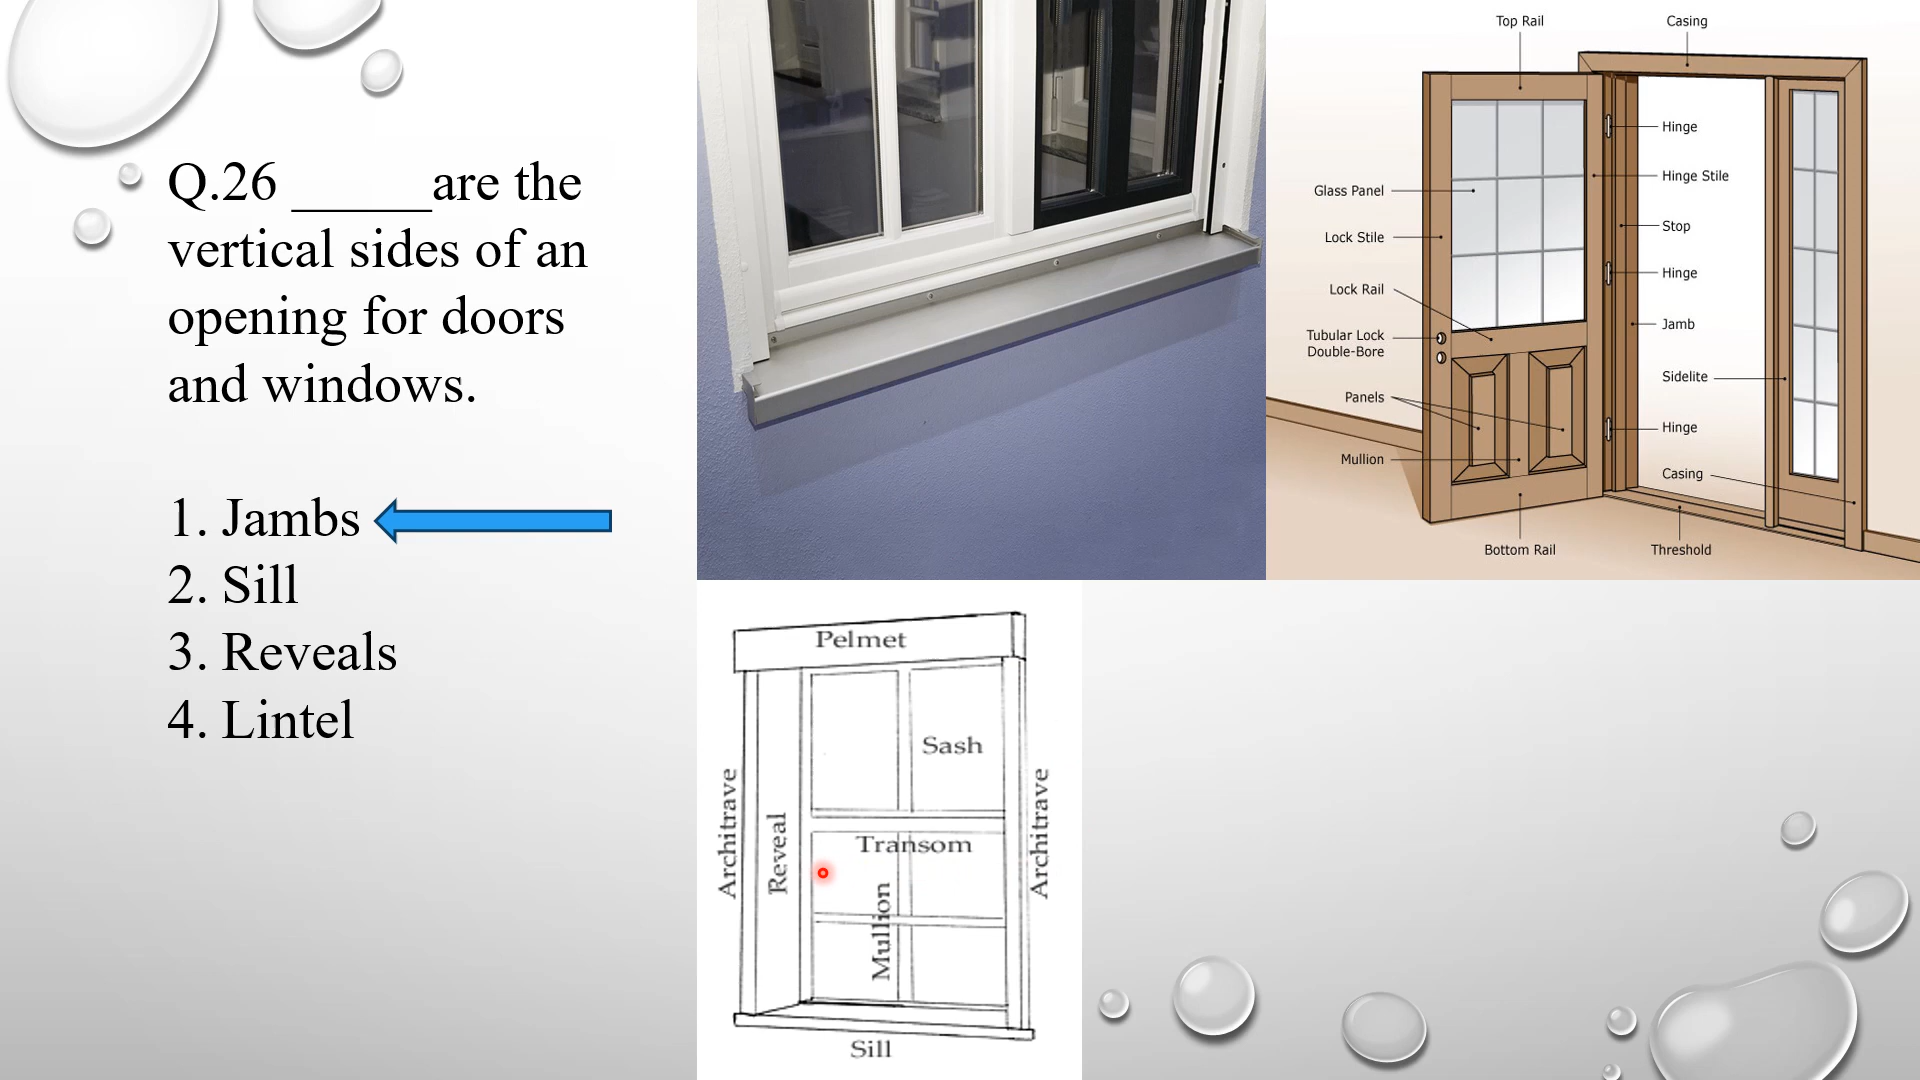 Q.26 _____are the
vertical sides of an
opening for doors
and windows.
1. Jambs
2. Sill
3. Reveals
4. Lintel
Top Rail
Casing
Hinge
Hinge Stile
Glass Panel
Stop
Lock Stile
Hinge
Lock Rail
Jamb
Tubular Lock
Double-Bore
Sidelite
Panels
Hinge
Mullion
Casing
Bottom Rail
Threshold
Pelmet
Sash
Architrave
Reveal
Transom
Mullion
Architrave
Sill